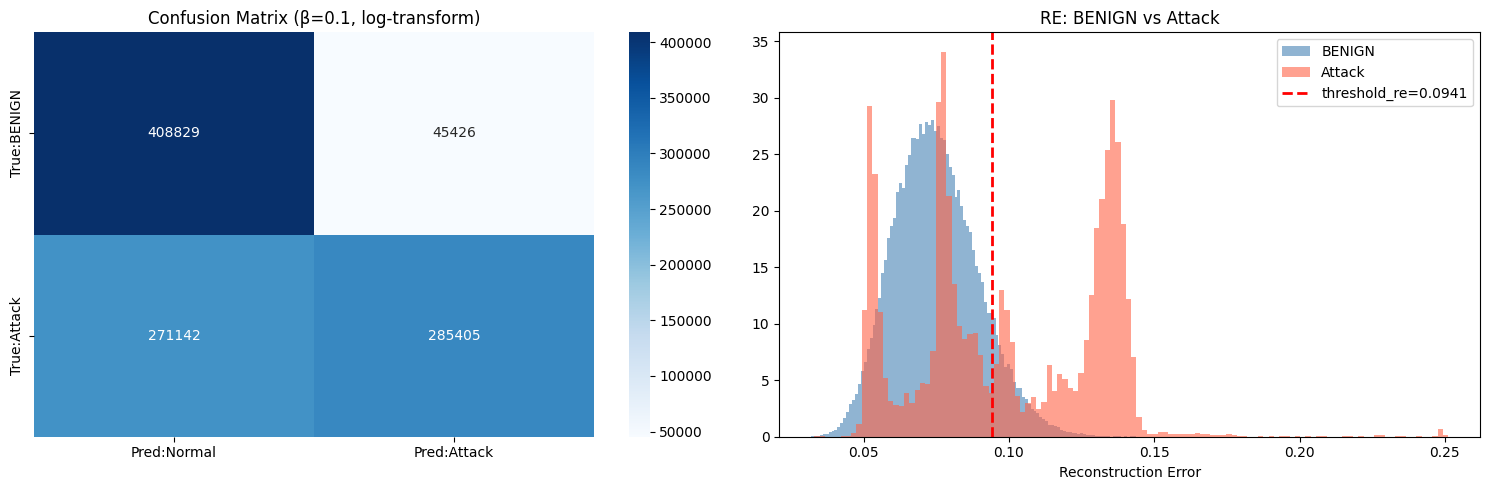 Confusion Matrix (β=0.1, log-transform)
True:BENIGN
True:Attack
408829
45426
271142
285405
Pred:Normal
Pred:Attack
400000
350000
300000
250000
200000
150000
100000
50000
RE: BENIGN vs Attack
35
30
25
20
15
10
5
0
BENIGN
Attack
threshold_re=0.0941
0.05
0.10
0.15
0.20
0.25
Reconstruction Error